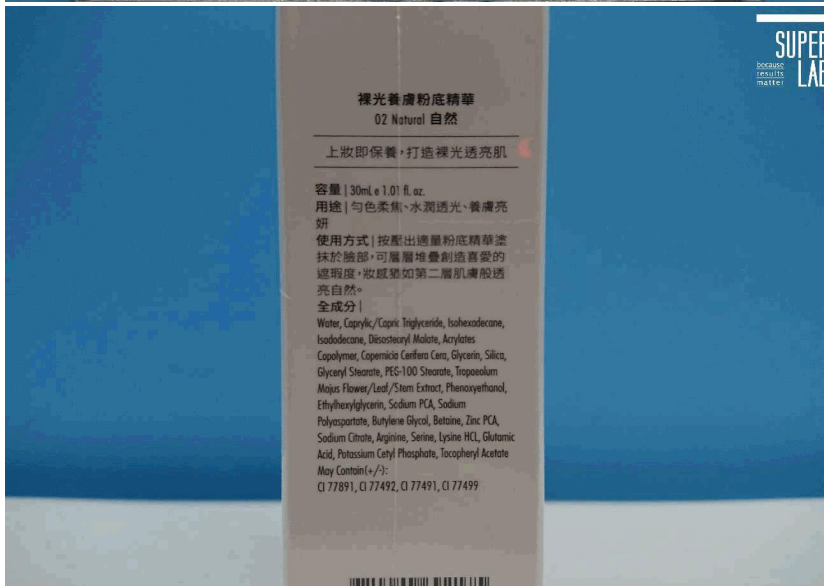 SUPER
LAB
because
results
matter
裸光養膚粉底精華
02 Natural 自然
上妝即保養，打造裸光透亮肌
容量 | 30mL e 1.01 fl. oz.
用途 | 勻色柔焦、水潤透光、養膚亮
妍
使用方式 | 按壓出適量粉底精華塗
抹於臉部，可層層堆疊創造喜愛的
遮瑕度，妝感猶如第二層肌膚般透
亮自然。
全成分 |
Water, Caprylic/Capric Triglyceride, Isohexadecane,
Isododecane, Diisostearyl Malate, Acrylates
Copolymer, Copernicia Cerifera Cera, Glycerin, Silica,
Glyceryl Stearate, PEG-100 Stearate, Tropaeolum
Majus Flower/Leaf/Stem Extract, Phenoxyethanol,
Ethylhexylglycerin, Sodium PCA, Sodium
Polyaspartate, Butylene Glycol, Betaine, Zinc PCA,
Sodium Citrate, Arginine, Serine, Lysine HCL, Glutamic
Acid, Potassium Cetyl Phosphate, Tocopheryl Acetate
May Contain(+/-):
CI 77891, CI 77492, CI 77491, CI 77499